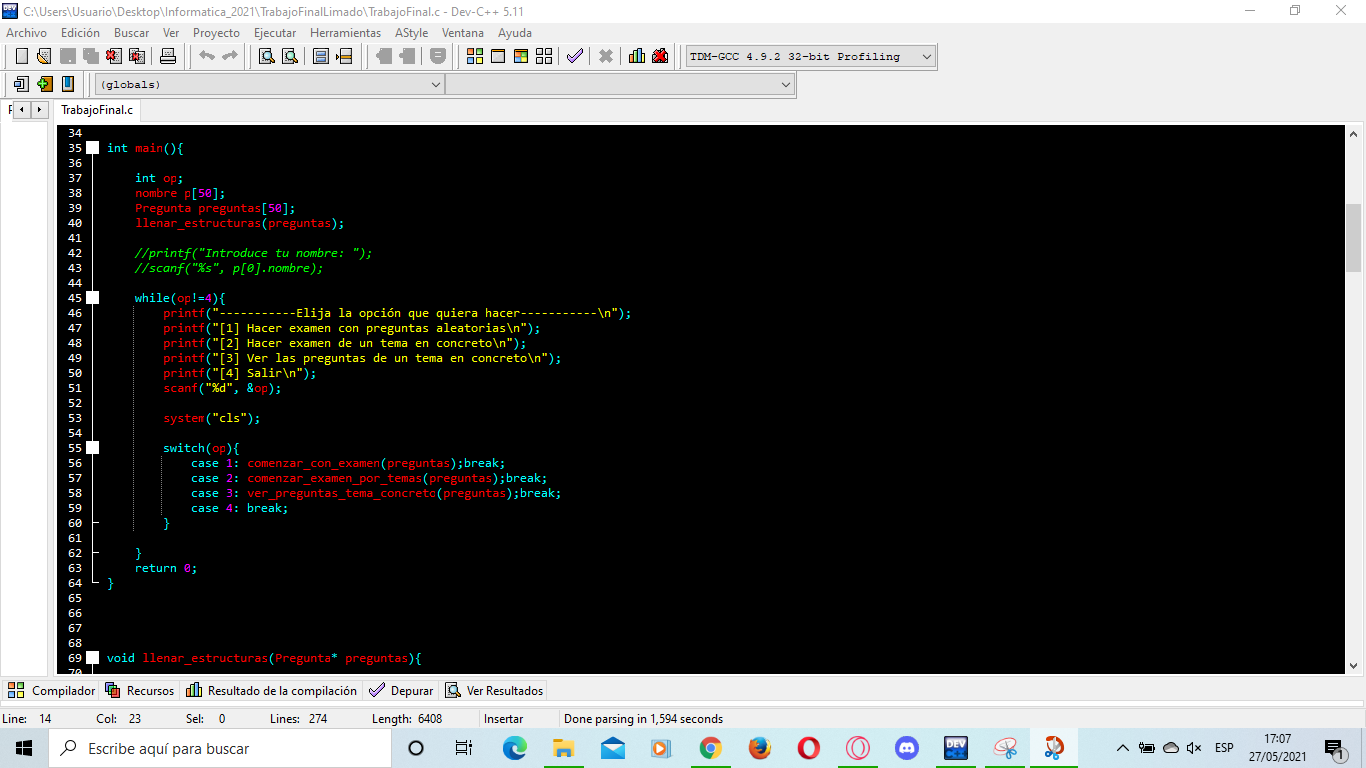 C:\Users\Usuario\Desktop\Informatica_2021\TrabajoFinalLimado\TrabajoFinal.c - Dev-C++ 5.11
Archivo Edición Buscar Ver Proyecto Ejecutar Herramientas AStyle Ventana Ayuda
TDM-GCC 4.9.2 32-bit Profiling
(globals)
TrabajoFinal.c
34
35 int main(){
36
37 int op;
38 nombre p[50];
39 Pregunta preguntas[50];
40 llenar_estructuras(preguntas);
41
42 //printf("Introduce tu nombre: ");
43 //scanf("%s", p[0].nombre);
44
45 while(op!=4){
46 printf("-----------Elija la opción que quiera hacer-----------\n");
47 printf("[1] Hacer examen con preguntas aleatorias\n");
48 printf("[2] Hacer examen de un tema en concreto\n");
49 printf("[3] Ver las preguntas de un tema en concreto\n");
50 printf("[4] Salir\n");
51 scanf("%d", &op);
52
53 system("cls");
54
55 switch(op){
56 case 1: comenzar_con_examen(preguntas);break;
57 case 2: comenzar_examen_por_temas(preguntas);break;
58 case 3: ver_preguntas_tema_concreto(preguntas);break;
59 case 4: break;
60 }
61
62 }
63 return 0;
64 }
65
66
67
68
69 void llenar_estructuras(Pregunta* preguntas){
70
Compilador Recursos Resultado de la compilación Depurar Ver Resultados
Line: 14 Col: 23 Sel: 0 Lines: 274 Length: 6408 Insertar Done parsing in 1,594 seconds
Escribe aquí para buscar
DEV
ESP
17:07
27/05/2021
1